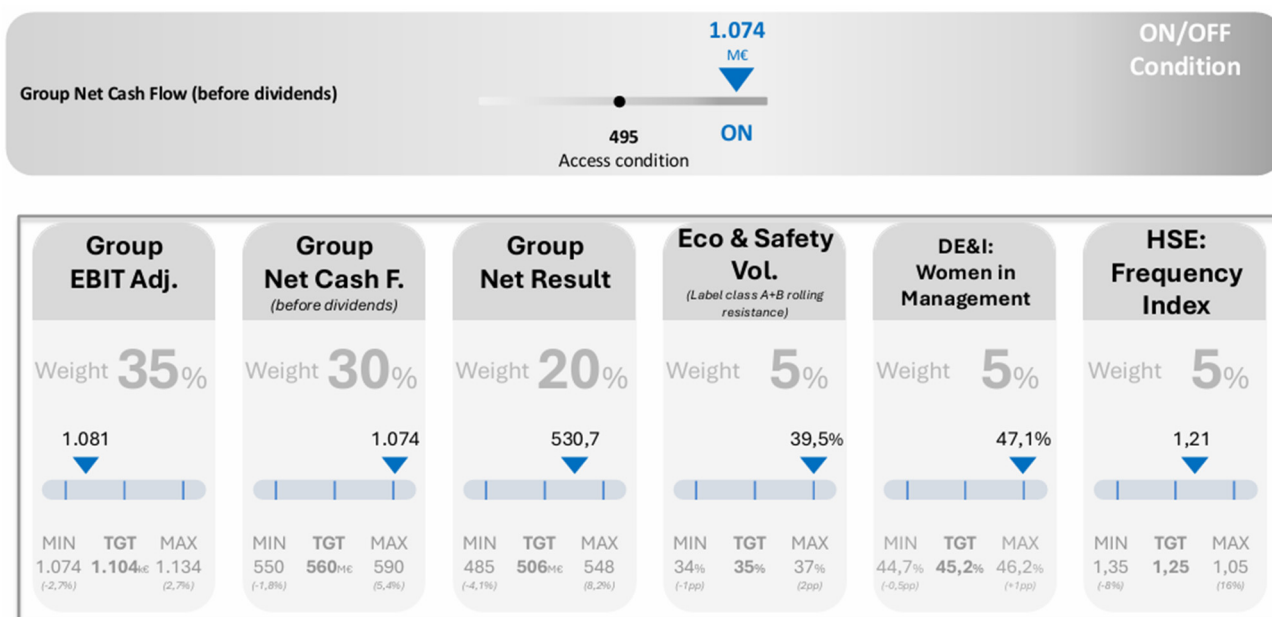 1.074
M€
ON/OFF
Condition
Group Net Cash Flow (before dividends)
495
ON
Access condition
Group
EBIT Adj.
Weight 35%
1.081
MIN TGT MAX
1.074 1.104k€ 1.134
(-2,7%) (2,7%)
Group
Net Cash F.
(before dividends)
Weight 30%
1.074
MIN TGT MAX
550 560M€ 590
(-1,8%) (5,4%)
Group
Net Result
Weight 20%
530,7
MIN TGT MAX
485 506M€ 548
(-4,1%) (8,2%)
Eco & Safety
Vol.
(Label class A+B rolling
resistance)
Weight 5%
39,5%
MIN TGT MAX
34% 35% 37%
(-1pp) (2pp)
DE&I:
Women in
Management
Weight 5%
47,1%
MIN TGT MAX
44,7% 45,2% 46,2%
(-0,5pp) (+1pp)
HSE:
Frequency
Index
Weight 5%
1,21
MIN TGT MAX
1,35 1,25 1,05
(-8%) (16%)